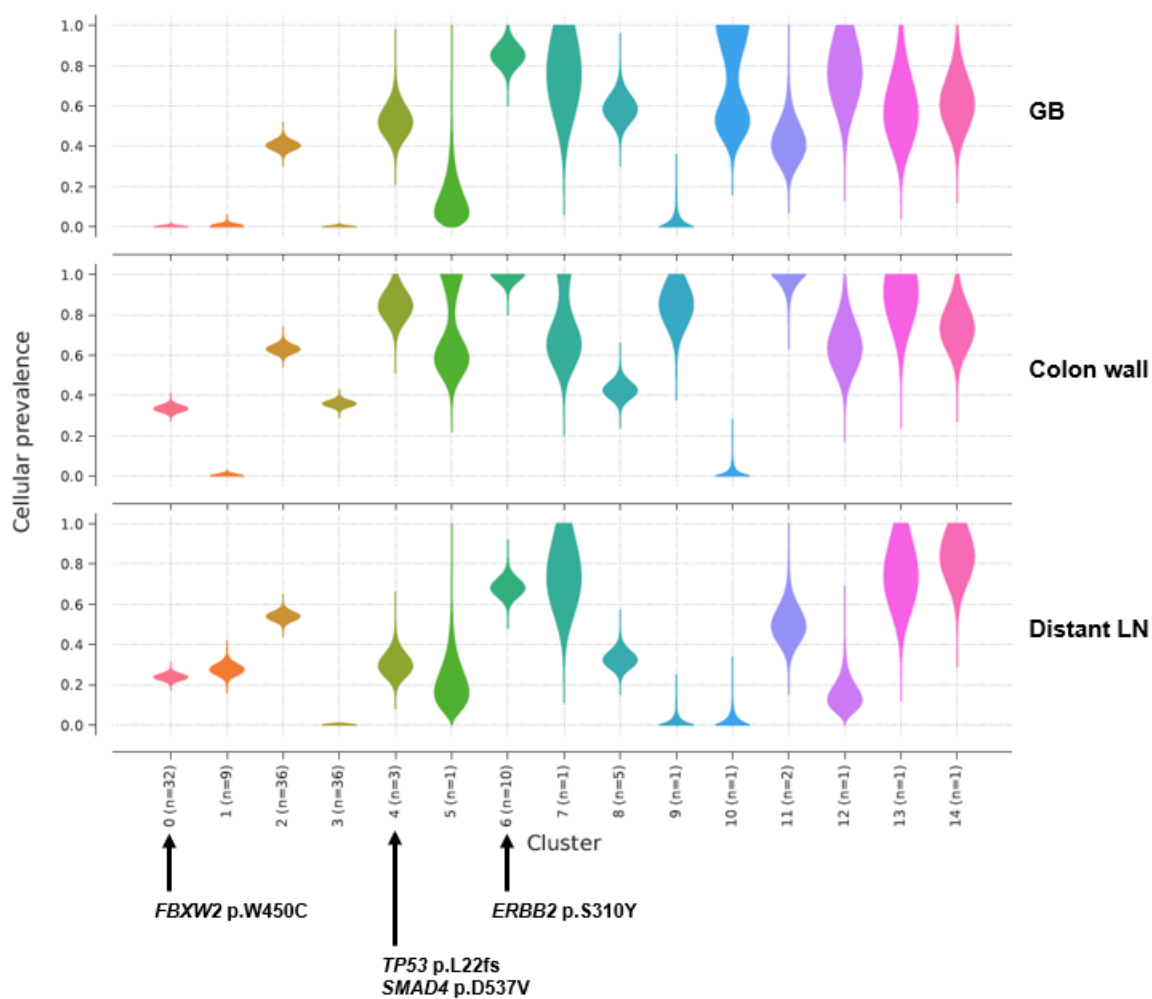 1.0
0.8
0.6
0.4
0.2
0.0
GB
1.0
0.8
0.6
0.4
0.2
0.0
Colon wall
Cellular prevalence
1.0
0.8
0.6
0.4
0.2
0.0
Distant LN
0 (n=32)
1 (n=9)
2 (n=36)
3 (n=36)
4 (n=3)
5 (n=1)
6 (n=10)
7 (n=1)
8 (n=5)
9 (n=1)
10 (n=1)
11 (n=2)
12 (n=1)
13 (n=1)
14 (n=1)
Cluster
FBXW2 p.W450C
ERBB2 p.S310Y
TP53 p.L22fs
SMAD4 p.D537V